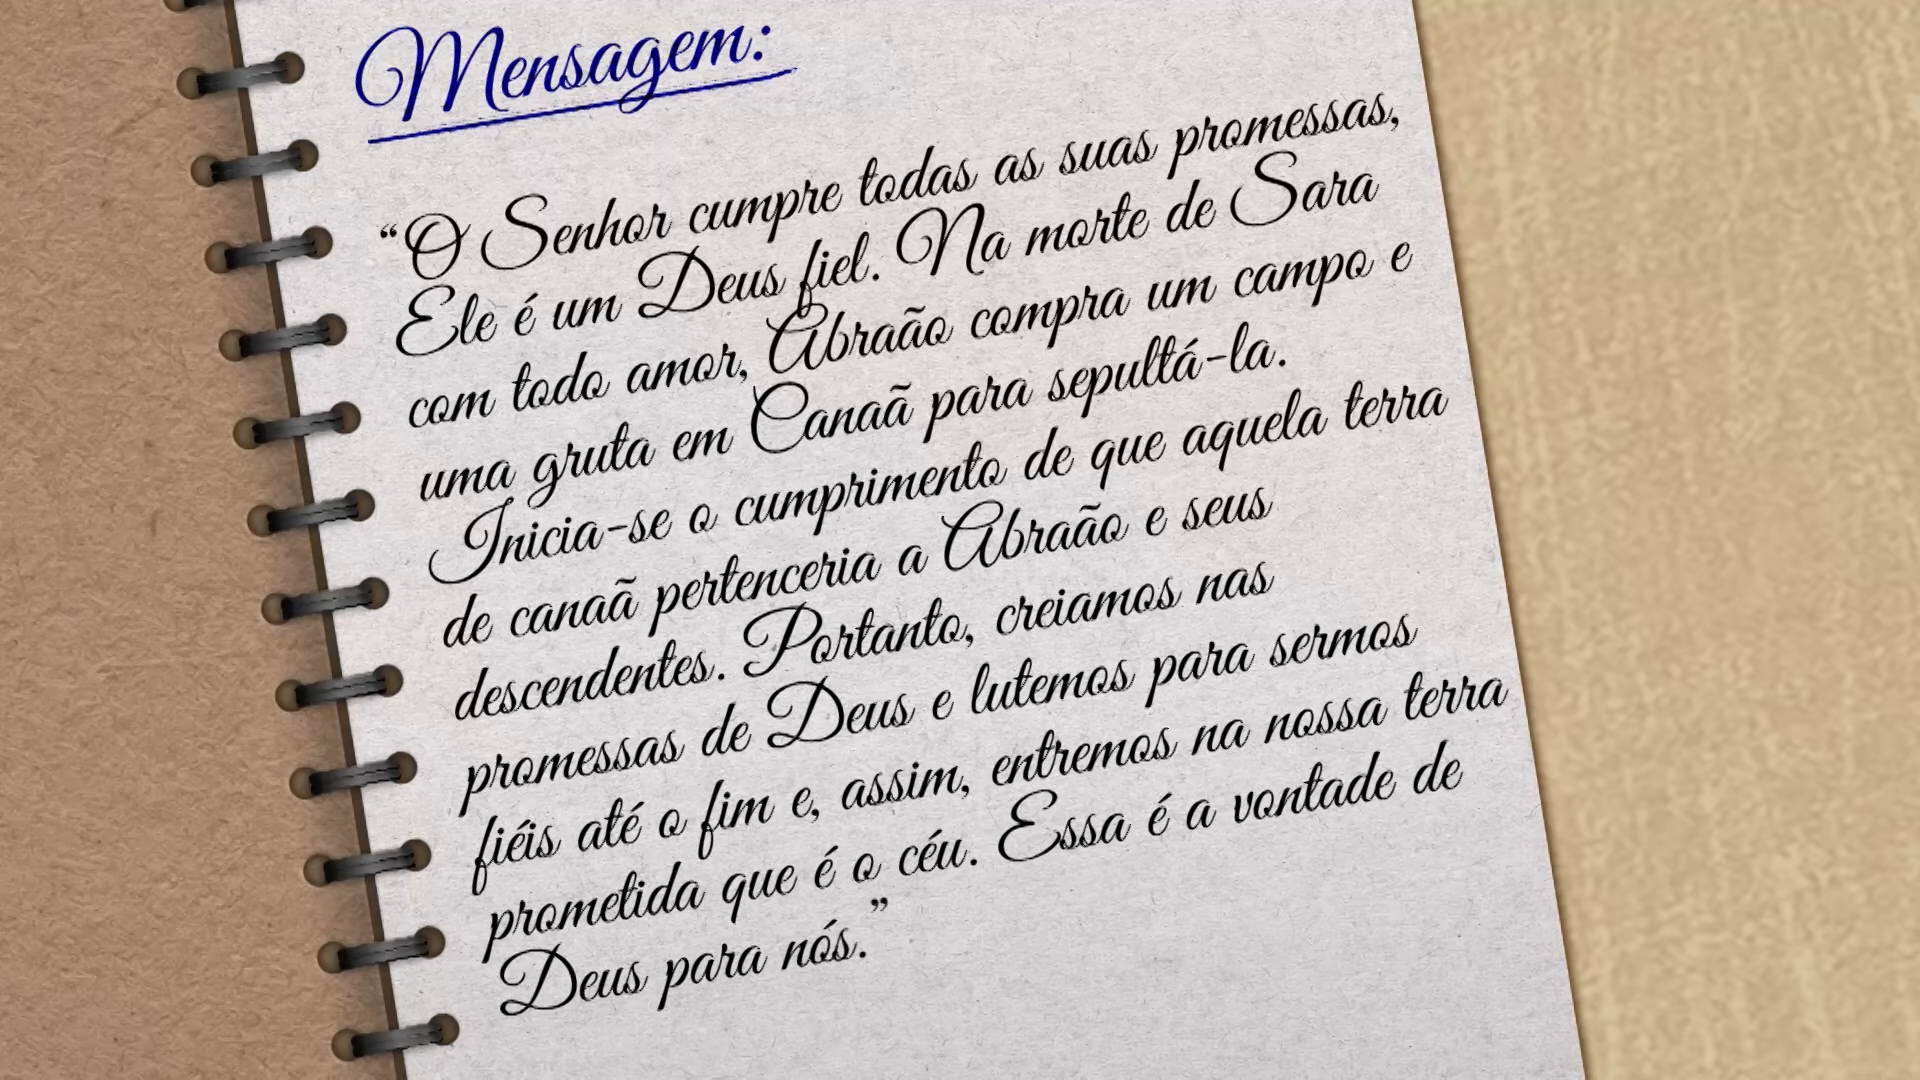 Mensagem:
“O Senhor cumpre todas as suas promessas,
Ele é um Deus fiel. Na morte de Sara
com todo amor, Abraão compra um campo e
uma gruta em Canaã para sepultá-la.
Inicia-se o cumprimento de que aquela terra
de canaã pertenceria a Abraão e seus
descendentes. Portanto, creiamos nas
promessas de Deus e lutemos para sermos
fiéis até o fim e, assim, entremos na nossa terra
prometida que é o céu. Essa é a vontade de
Deus para nós.”